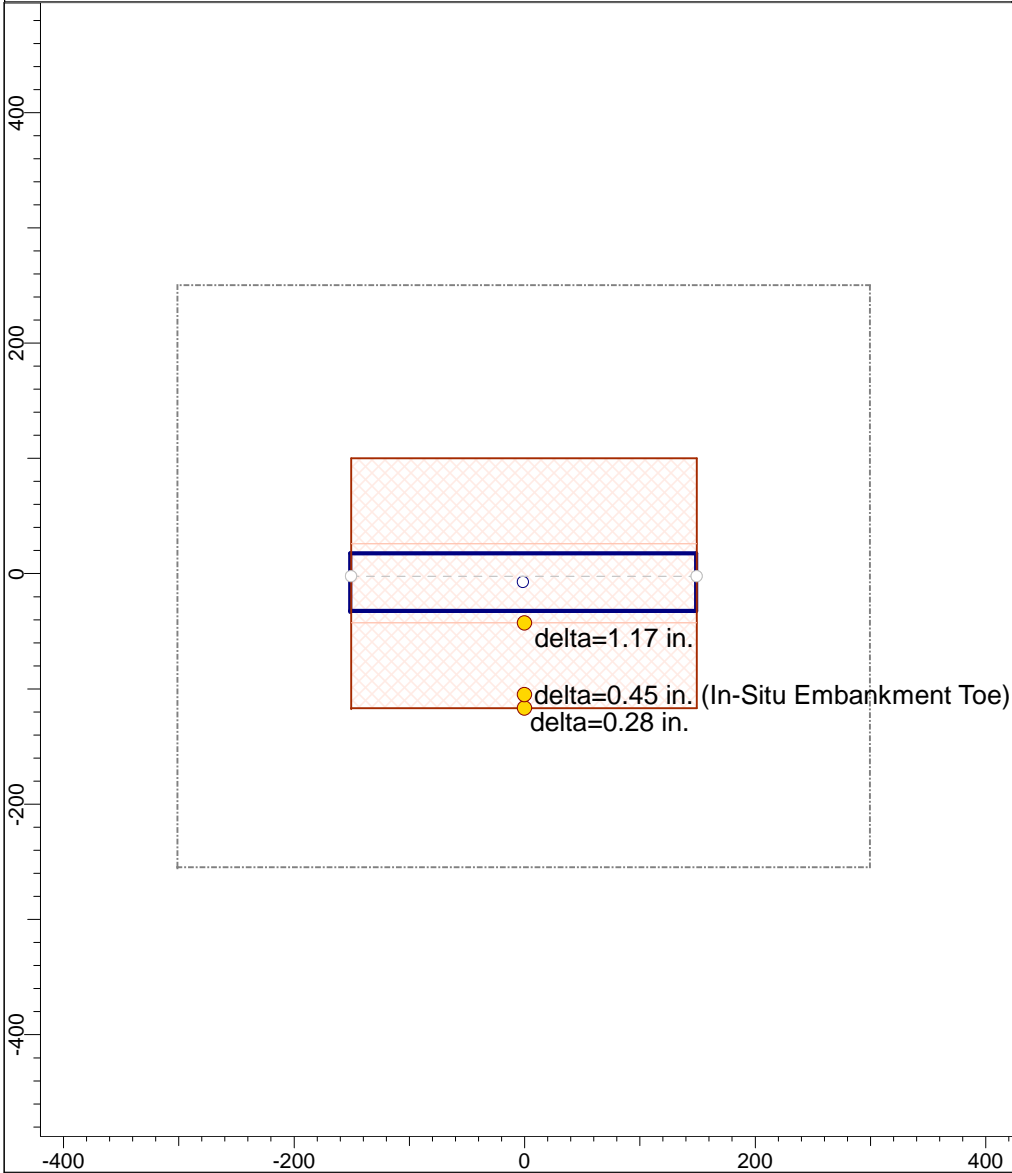 400
200
0
-200
-400
delta=1.17 in.
delta=0.45 in. (In-Situ Embankment Toe)
delta=0.28 in.
-400 -200 0 200 400